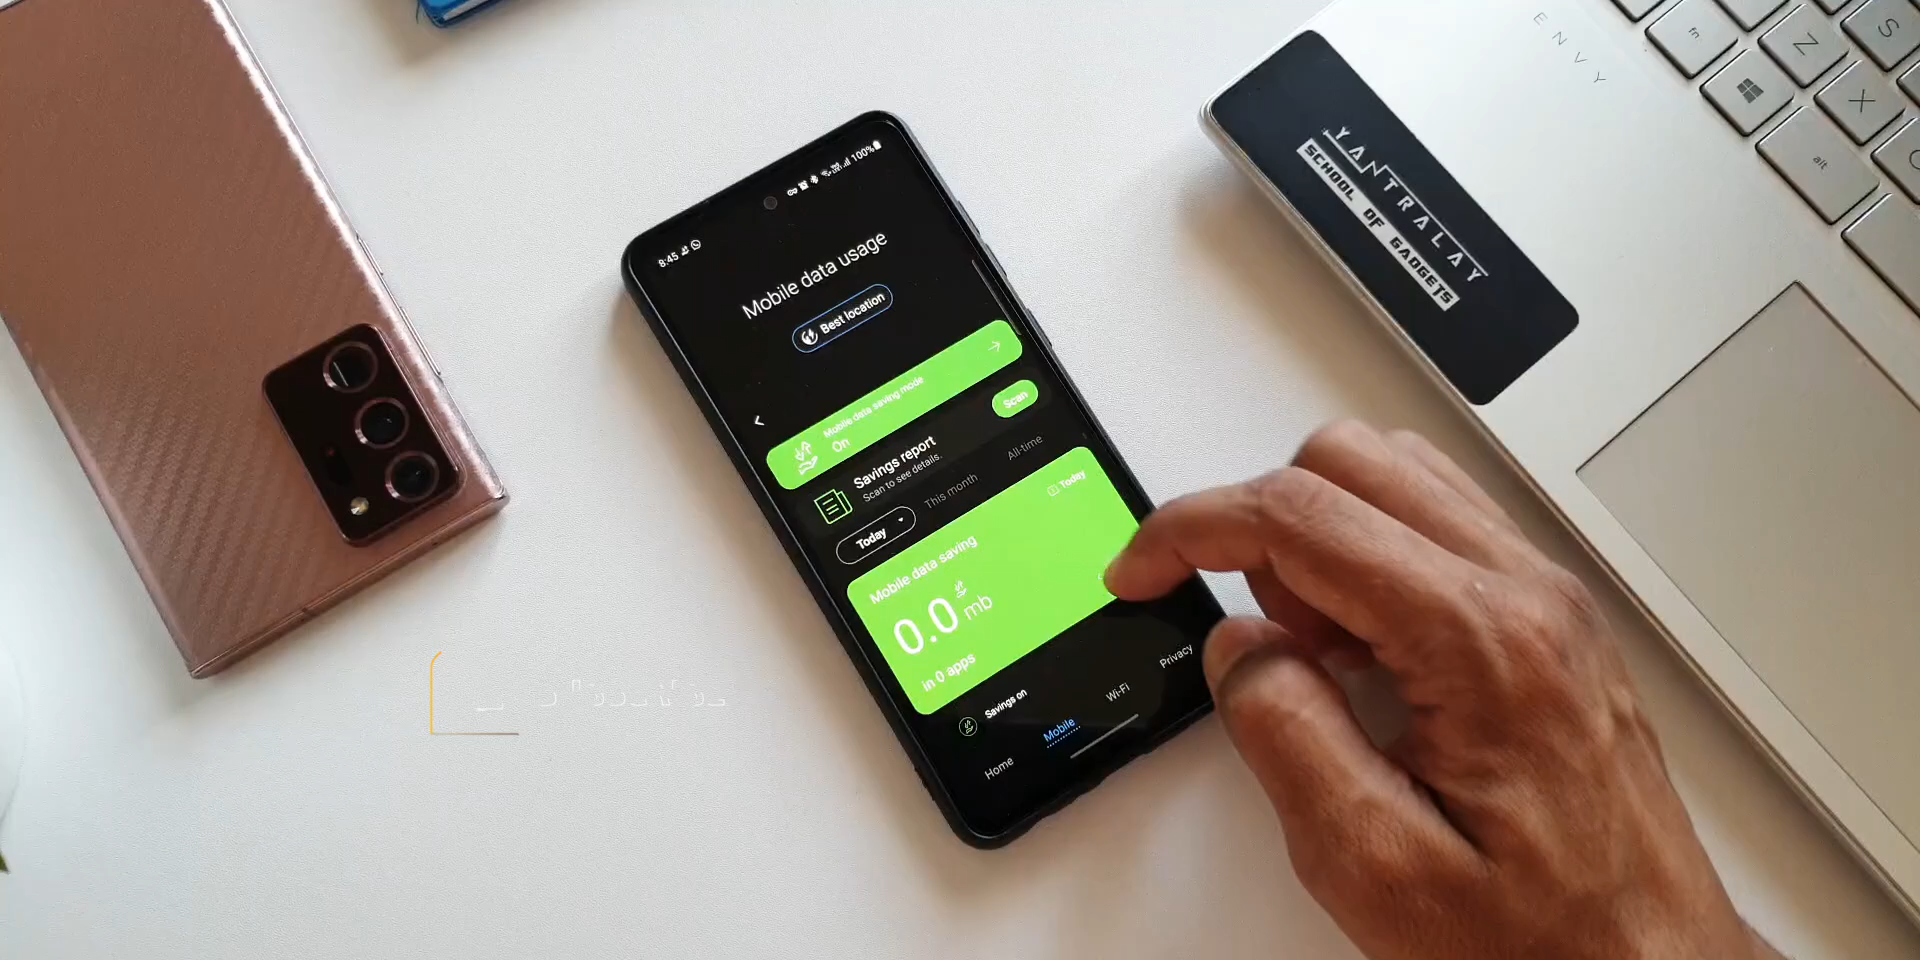 8:45
100%
Mobile data usage
Best location
Mobile data saving mode
On
Savings report
Scan to see details.
Scan
Today
This month
All-time
Mobile data saving
Today
0.0 mb
in 0 apps
Savings on
Home
Mobile
Wi-Fi
Privacy
YANTRALAY
SCHOOL OF GADGETS
ENVY
fn
Z
S
X
alt